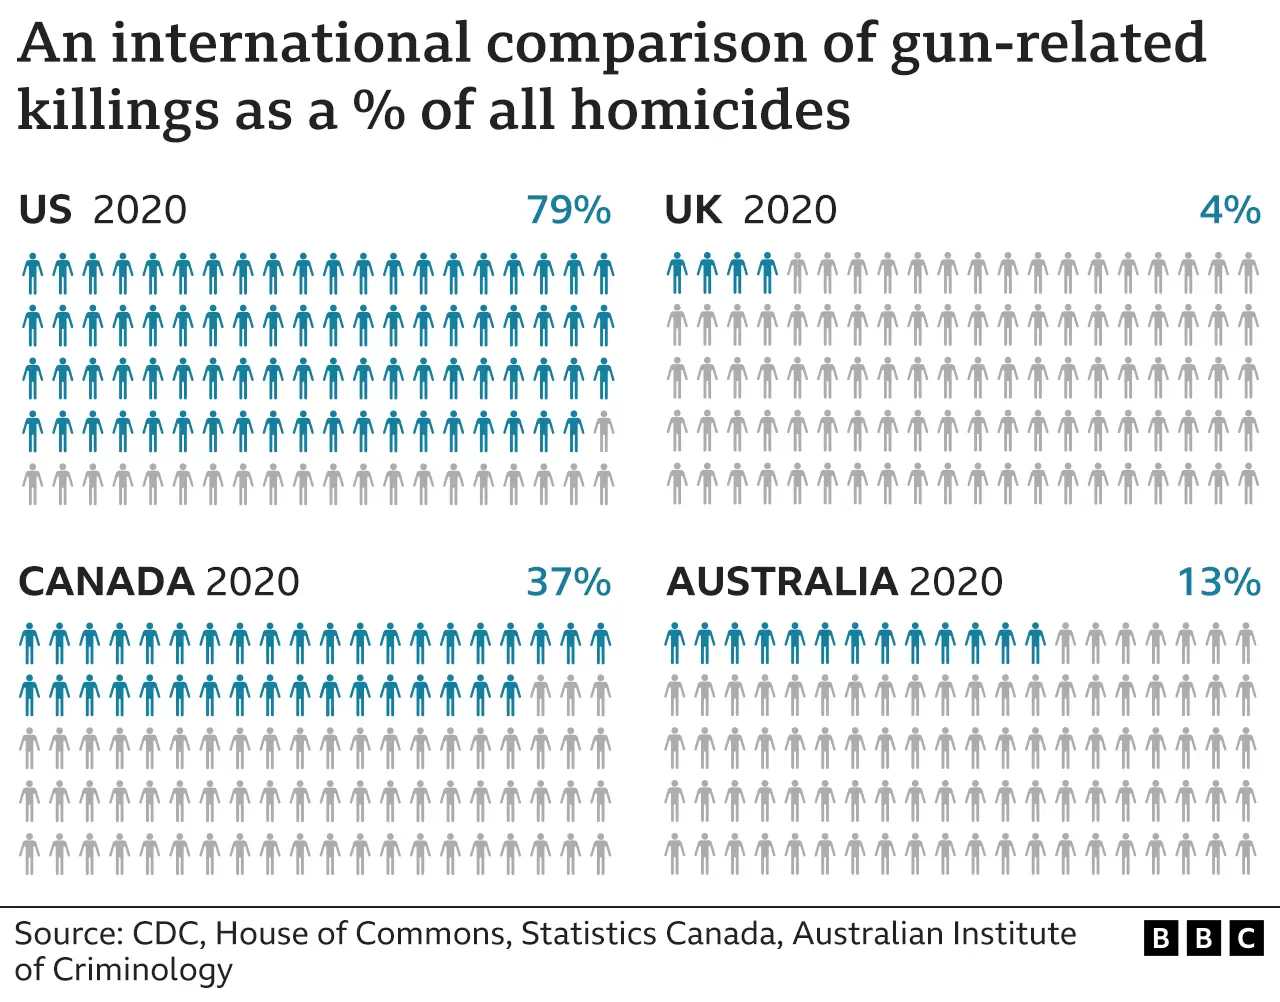 An international comparison of gun-related
killings as a % of all homicides
US 2020 79%
UK 2020 4%
CANADA 2020 37%
AUSTRALIA 2020 13%
Source: CDC, House of Commons, Statistics Canada, Australian Institute
of Criminology
BBC